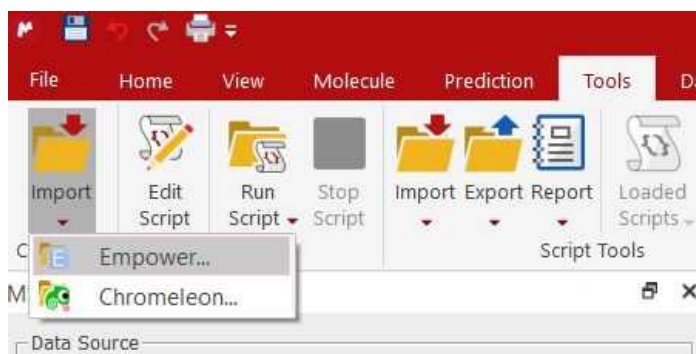 File Home View Molecule Prediction Tools
Import Edit Run Stop Import Export Report Loaded
Script Script Script Scripts
Script Tools
Empower...
Chromeleon...
Data Source